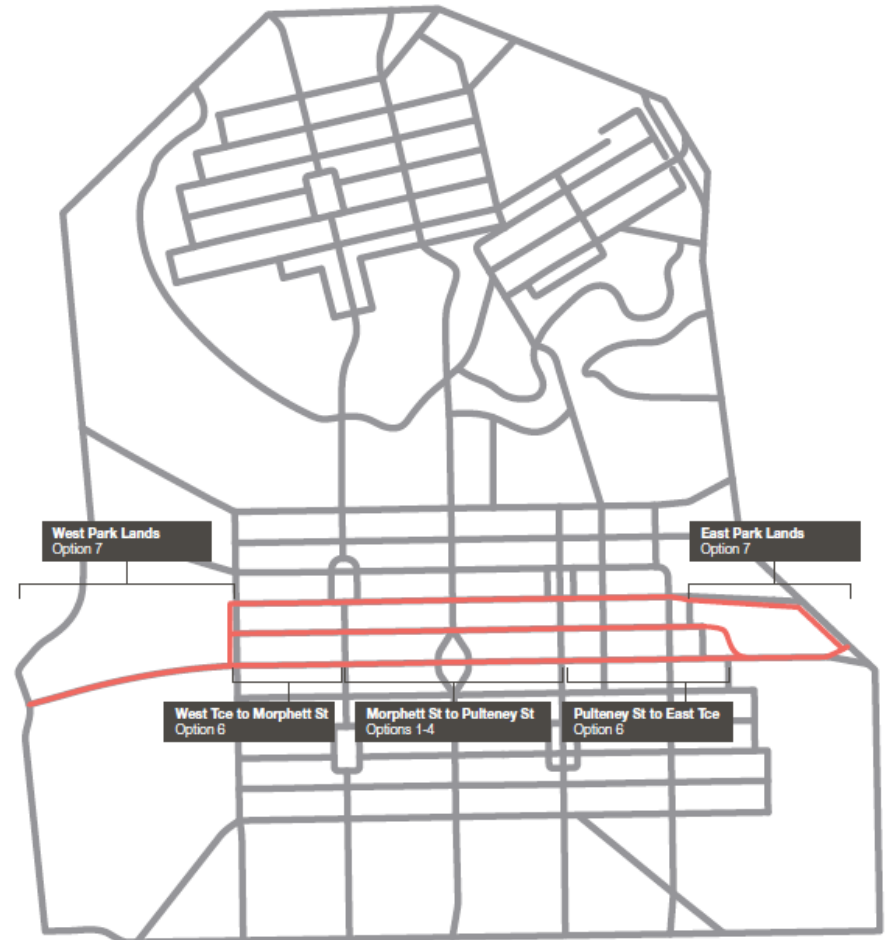 West Park Lands
Option 7
East Park Lands
Option 7
West Tce to Morphett St
Option 6
Morphett St to Pulteney St
Options 1-4
Pulteney St to East Tce
Option 6